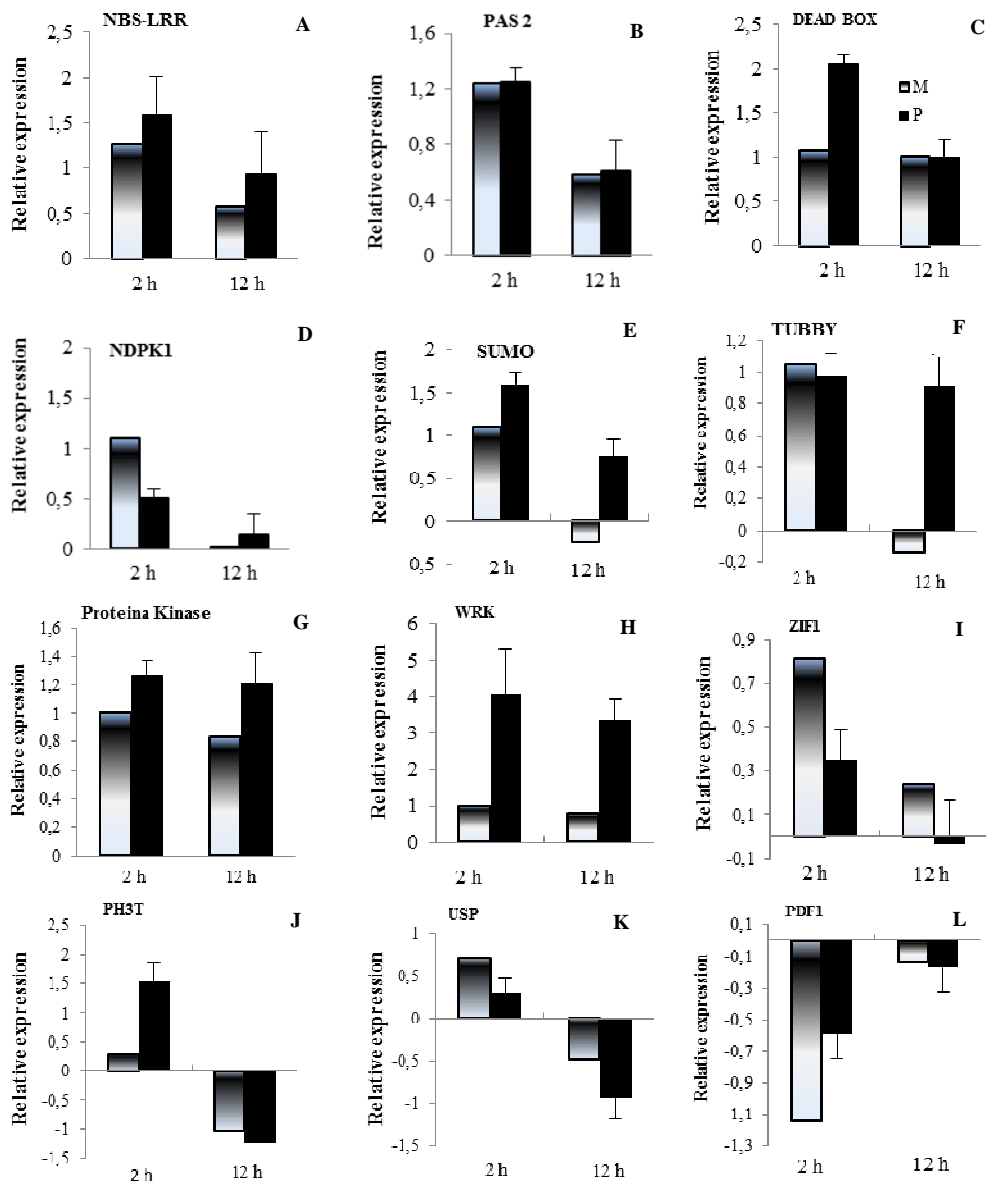 NBS-LRR
A
Relative expression
2,5
2
1,5
1
0,5
0
2 h
12 h
PAS 2
B
Relative expression
1,6
1,2
0,8
0,4
0
2 h
12 h
DEAD BOX
C
Relative expression
2,5
2
1,5
1
0,5
0
M
P
2 h
12 h
NDPK1
D
Relative expression
2
1,5
1
0,5
0
2 h
12 h
SUMO
E
Relative expression
2
1,5
1
0,5
0
0,5
2 h
12 h
TUBBY
F
Relative expression
1,2
1
0,8
0,6
0,4
0,2
0
-0,2
2 h
12 h
Proteina Kinase
G
Relative expression
1,6
1,4
1,2
1
0,8
0,6
0,4
0,2
0
2 h
12 h
WRK
H
Relative expression
6
5
4
3
2
1
0
2 h
12 h
ZIF1
I
Relative expression
0,9
0,7
0,5
0,3
0,1
-0,1
2 h
12 h
PH3T
J
Relative expression
2,5
2
1,5
1
0,5
0
-0,5
-1
-1,5
2 h
12 h
USP
K
Relative expression
1
0,5
0
-0,5
-1
-1,5
2 h
12 h
PDF1
L
Relative expression
0,1
-0,1
-0,3
-0,5
-0,7
-0,9
-1,1
-1,3
2 h
12 h